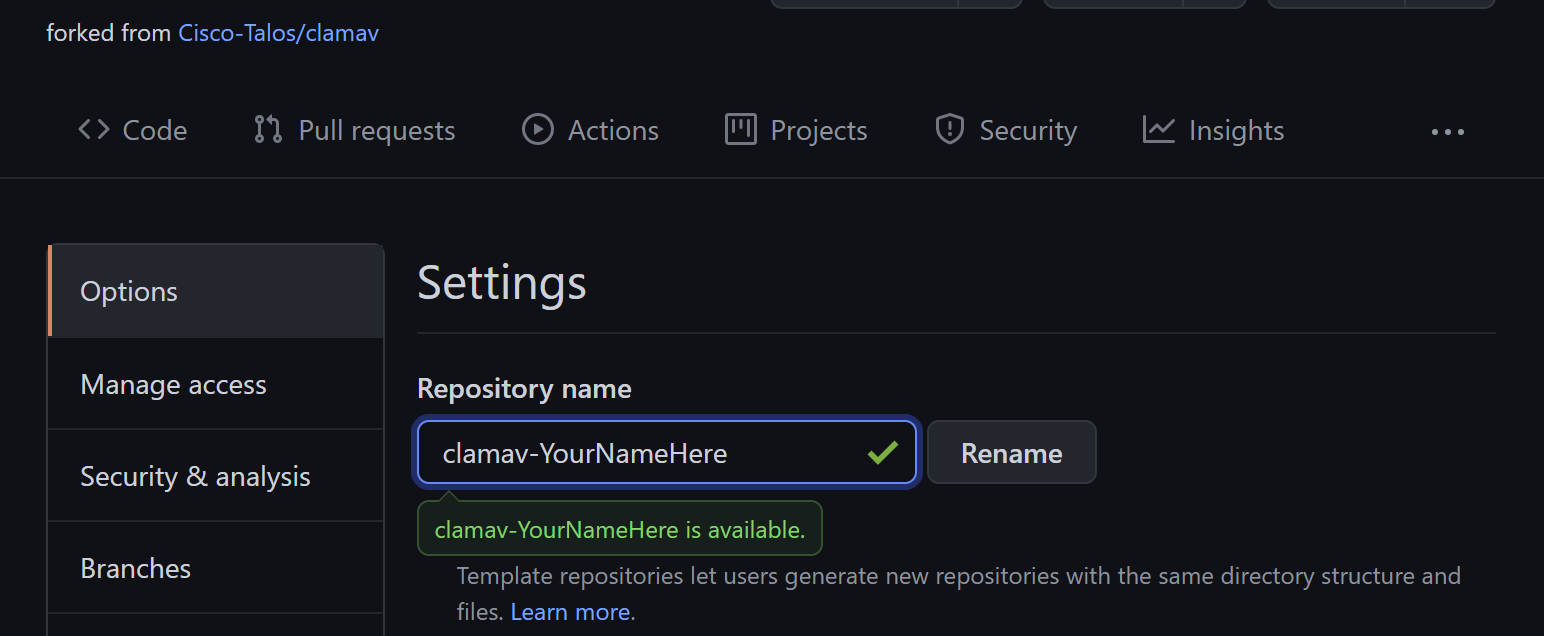 forked from Cisco-Talos/clamav
Code Pull requests Actions Projects Security Insights
Options
Manage access
Security & analysis
Branches
Settings
Repository name
clamav-YourNameHere Rename
clamav-YourNameHere is available.
Template repositories let users generate new repositories with the same directory structure and
files. Learn more.